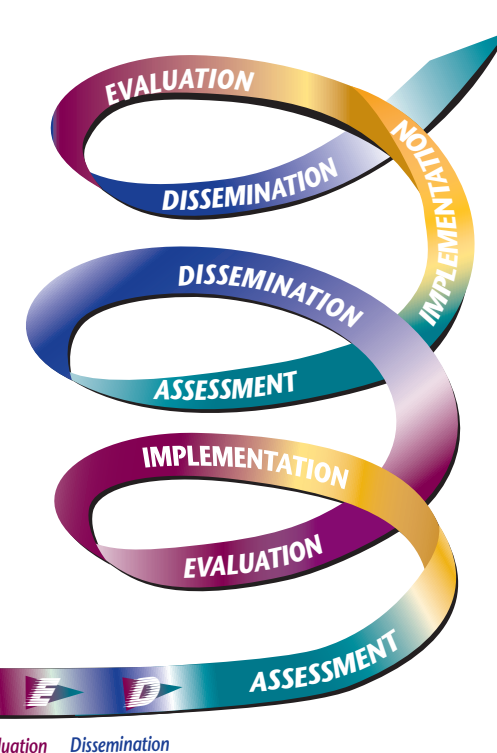 EVALUATION
IMPLEMENTATION
DISSEMINATION
DISSEMINATION
ASSESSMENT
IMPLEMENTATION
EVALUATION
ASSESSMENT
E D
luation Dissemination